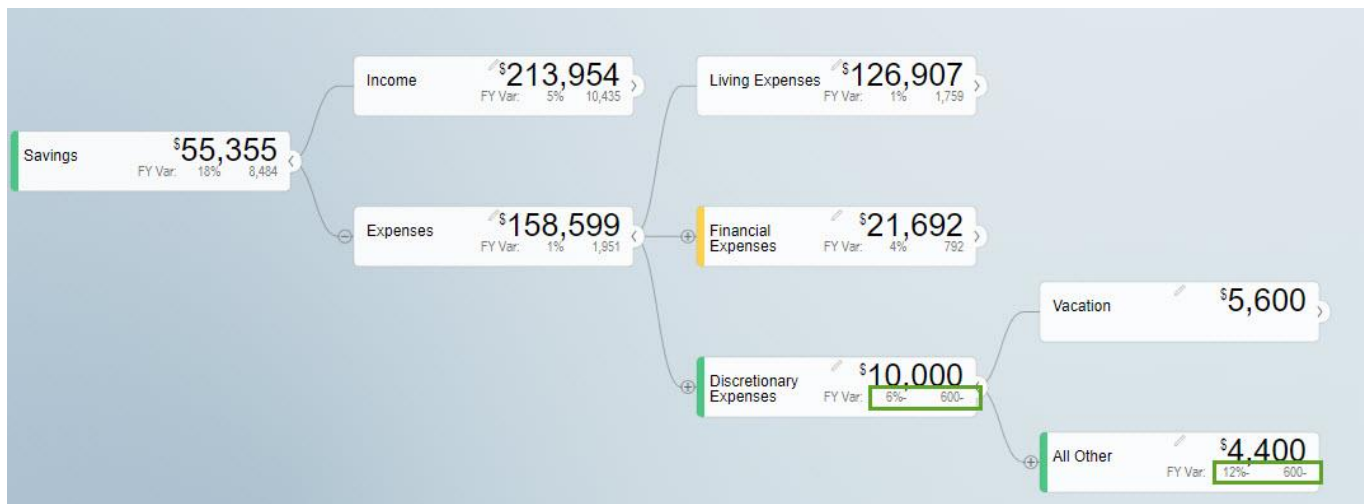 Savings
$55,355
FY Var: 18% 8,484
Income
$213,954
FY Var: 5% 10,435
Expenses
$158,599
FY Var: 1% 1,951
Living Expenses
$126,907
FY Var: 1% 1,759
Financial
Expenses
$21,692
FY Var: 4% 792
Discretionary
Expenses
$10,000
FY Var: 6%- 600-
Vacation
$5,600
All Other
$4,400
FY Var: 12%- 600-